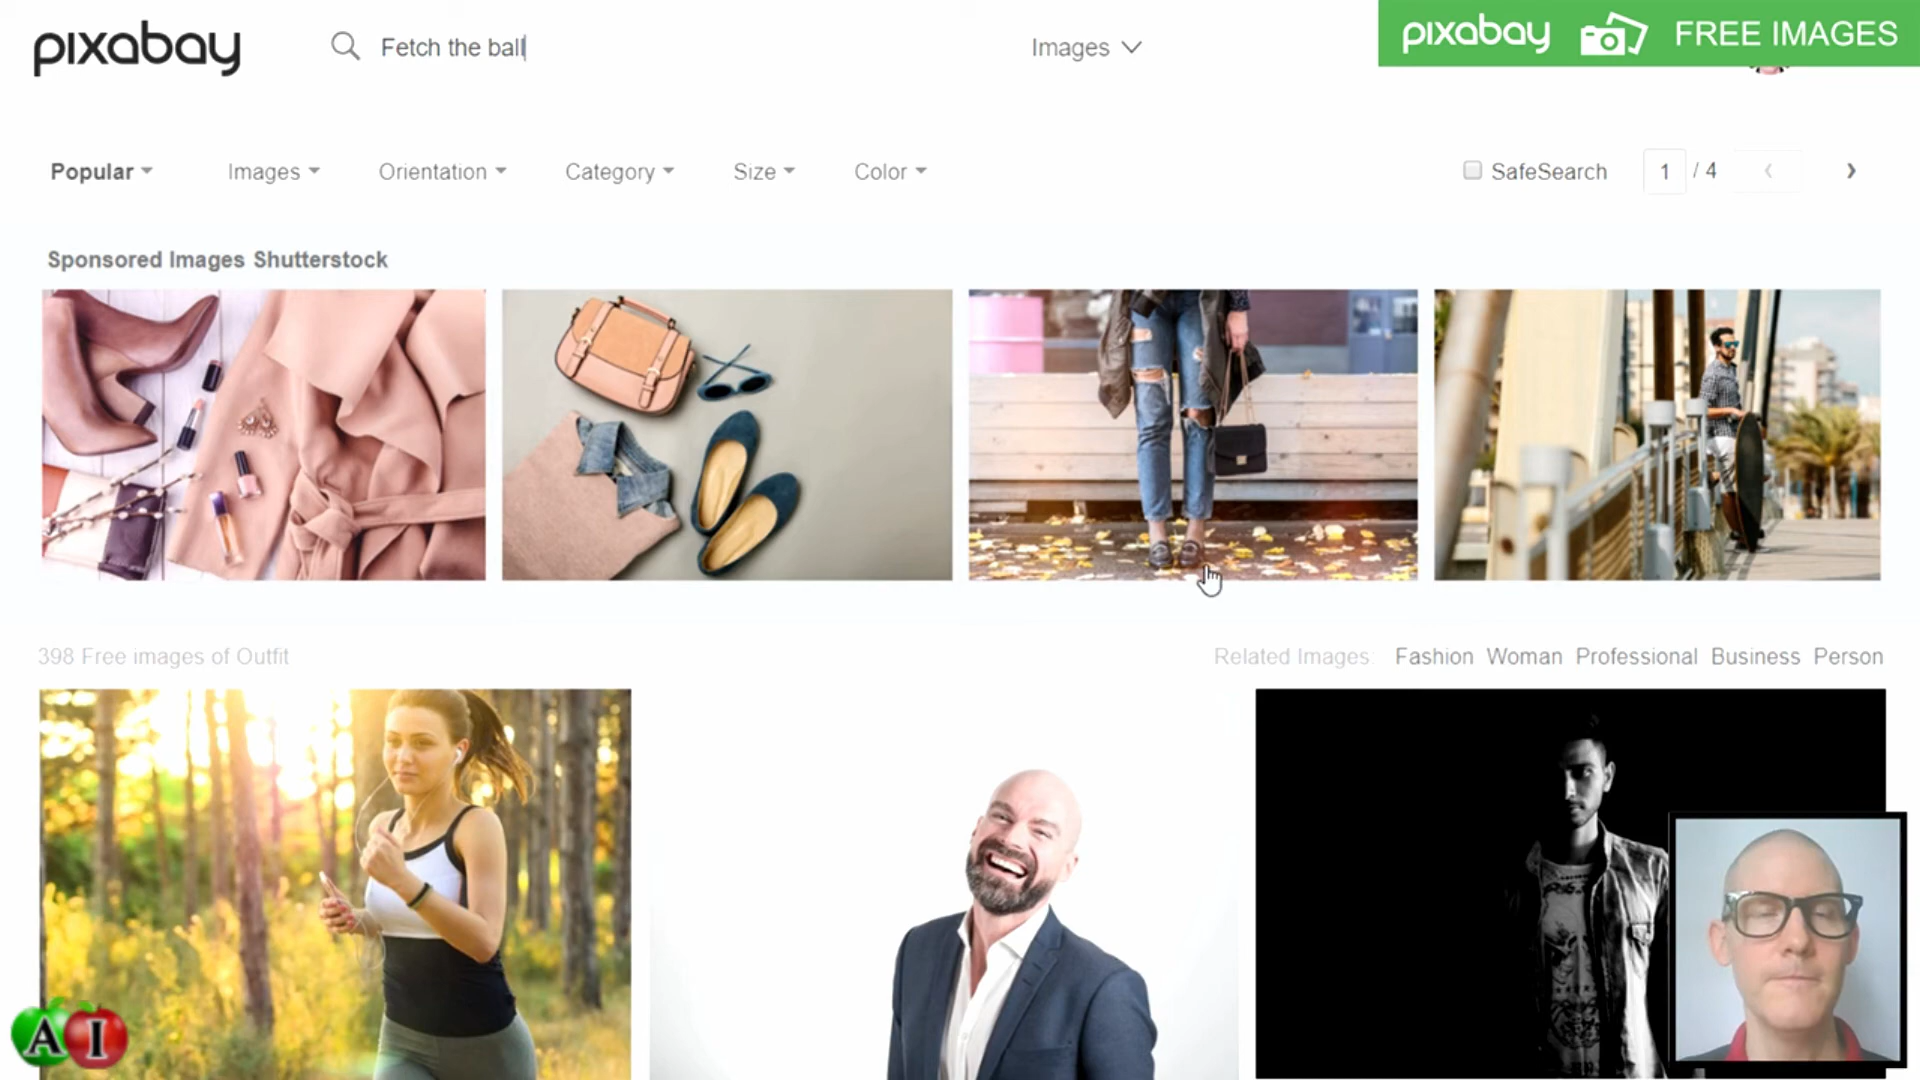 pixabay
Fetch the ball
Images
pixabay FREE IMAGES
Popular Images Orientation Category Size Color
SafeSearch 1 / 4
Sponsored Images Shutterstock
398 Free images of Outfit
Related Images: Fashion Woman Professional Business Person
A I